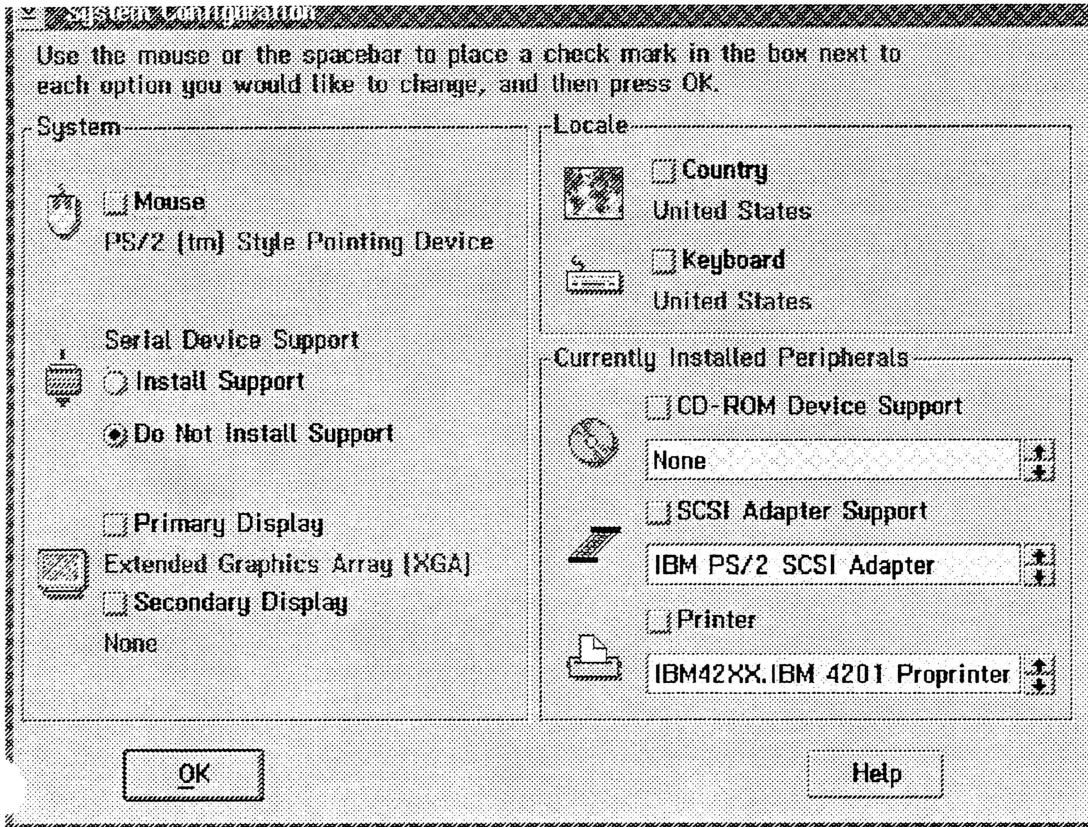 System Configuration
Use the mouse or the spacebar to place a check mark in the box next to
each option you would like to change, and then press OK.
System
Mouse
PS/2 (tm) Style Pointing Device
Serial Device Support
Install Support
Do Not Install Support
Primary Display
Extended Graphics Array (XGA)
Secondary Display
None
Locale
Country
United States
Keyboard
United States
Currently Installed Peripherals
CD-ROM Device Support
None
SCSI Adapter Support
IBM PS/2 SCSI Adapter
Printer
IBM42XX.IBM 4201 Proprinter
OK
Help